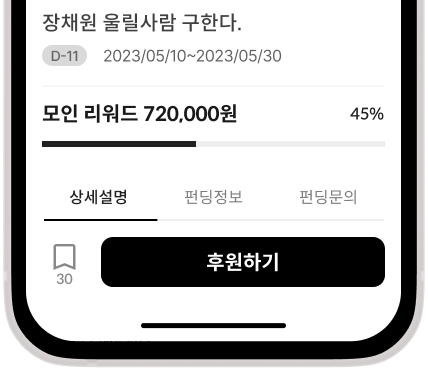 장채원 울릴사람 구한다.
D-11 2023/05/10~2023/05/30
모인 리워드 720,000원 45%
상세설명 펀딩정보 펀딩문의
후원하기
30